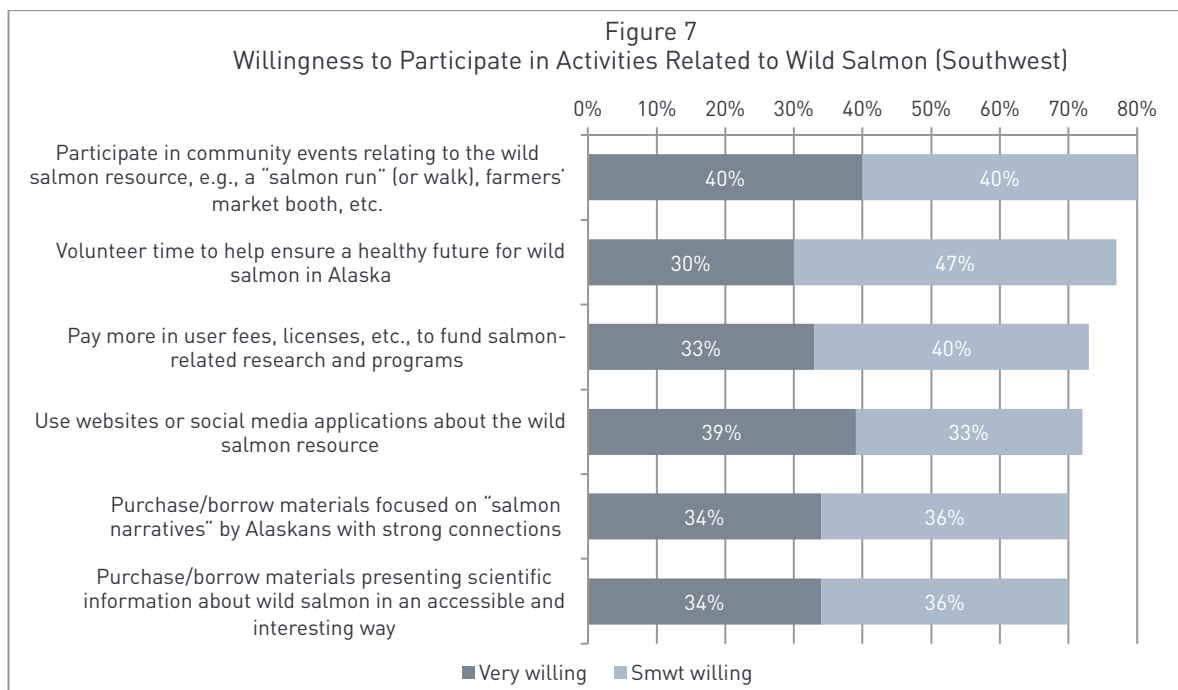 Figure 7
Willingness to Participate in Activities Related to Wild Salmon (Southwest)
0% 10% 20% 30% 40% 50% 60% 70% 80%
Participate in community events relating to the wild
salmon resource, e.g., a “salmon run” (or walk), farmers’
market booth, etc.
40% 40%
Volunteer time to help ensure a healthy future for wild
salmon in Alaska
30% 47%
Pay more in user fees, licenses, etc., to fund salmon-
related research and programs
33% 40%
Use websites or social media applications about the wild
salmon resource
39% 33%
Purchase/borrow materials focused on “salmon
narratives” by Alaskans with strong connections
34% 36%
Purchase/borrow materials presenting scientific
information about wild salmon in an accessible and
interesting way
34% 36%
Very willing Smwt willing